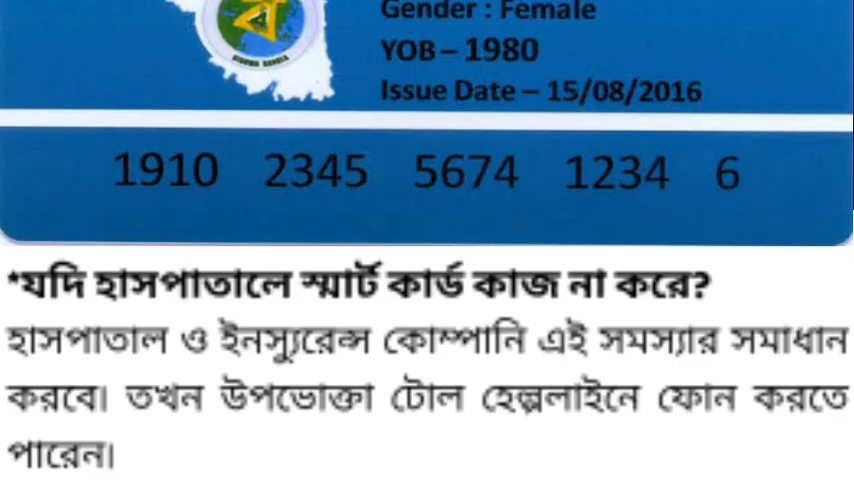 Gender : Female
YOB – 1980
Issue Date – 15/08/2016
1910 2345 5674 1234 6
*যদি হাসপাতালে স্মার্ট কার্ড কাজ না করে?
হাসপাতাল ও ইনস্যুরেন্স কোম্পানি এই সমস্যার সমাধান
করবে। তখন উপভোক্তা টোল হেল্পলাইনে ফোন করতে
পারেন।